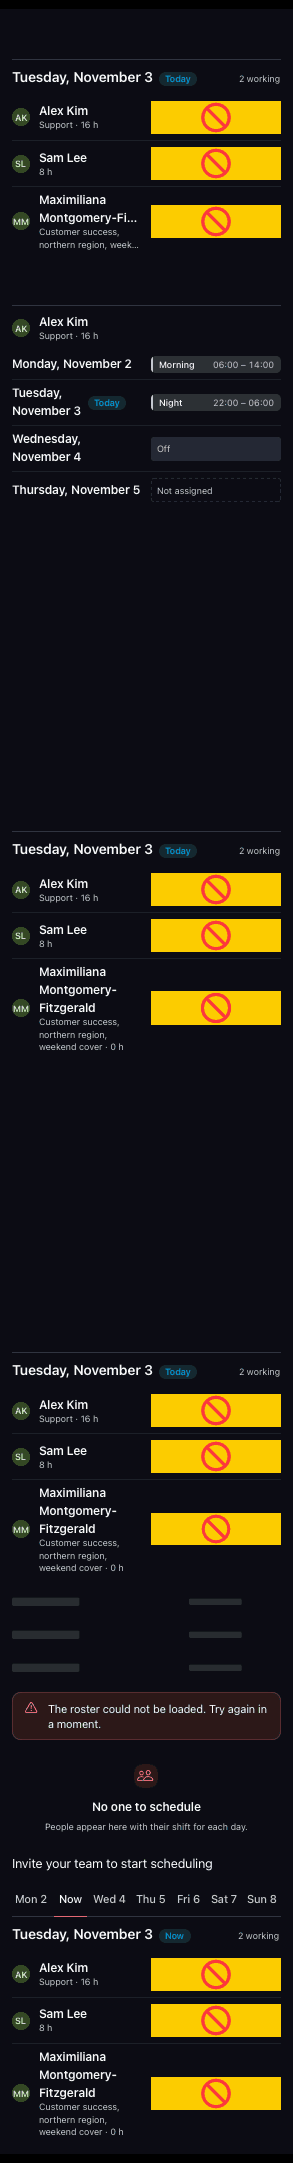 Tuesday, November 3 Today 2 working
AK Alex Kim
Support · 16 h
SL Sam Lee
8 h
Maximiliana
MM Montgomery-Fi...
Customer success,
northern region, week...
AK Alex Kim
Support · 16 h
Monday, November 2 Morning 06:00 – 14:00
Tuesday,
November 3 Today Night 22:00 – 06:00
Wednesday,
November 4 Off
Thursday, November 5 Not assigned
Tuesday, November 3 Today 2 working
AK Alex Kim
Support · 16 h
SL Sam Lee
8 h
Maximiliana
Montgomery-
MM Fitzgerald
Customer success,
northern region,
weekend cover · 0 h
Tuesday, November 3 Today 2 working
AK Alex Kim
Support · 16 h
SL Sam Lee
8 h
Maximiliana
Montgomery-
MM Fitzgerald
Customer success,
northern region,
weekend cover · 0 h
The roster could not be loaded. Try again in
a moment.
No one to schedule
People appear here with their shift for each day.
Invite your team to start scheduling
Mon 2 Now Wed 4 Thu 5 Fri 6 Sat 7 Sun 8
Tuesday, November 3 Now 2 working
AK Alex Kim
Support · 16 h
SL Sam Lee
8 h
Maximiliana
Montgomery-
MM Fitzgerald
Customer success,
northern region,
weekend cover · 0 h